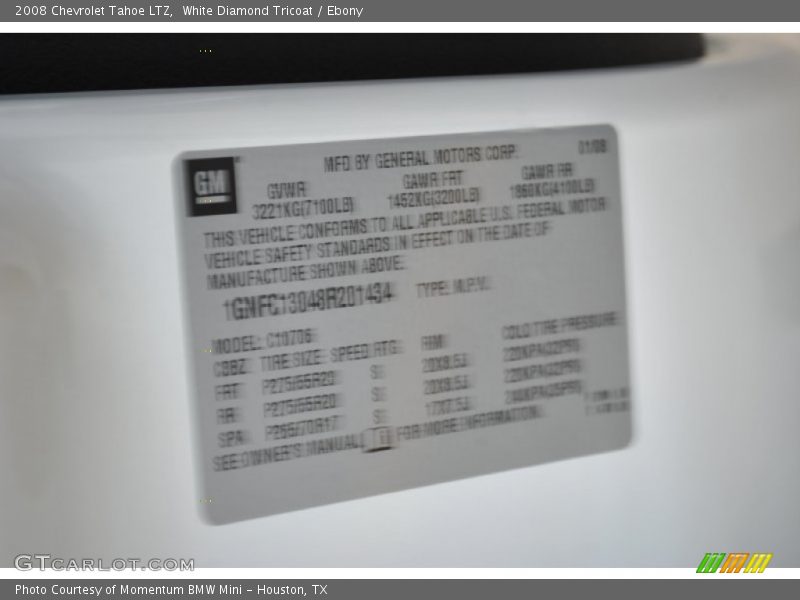 2008 Chevrolet Tahoe LTZ, White Diamond Tricoat / Ebony
GM
MFD BY GENERAL MOTORS CORP
01/08
GVWR GAWR FRT GAWR RR
3221KG(7100LB) 1452KG(3200LB) 1860KG(4100LB)
THIS VEHICLE CONFORMS TO ALL APPLICABLE U.S. FEDERAL MOTOR
VEHICLE SAFETY STANDARDS IN EFFECT ON THE DATE OF
MANUFACTURE SHOWN ABOVE.
1GNFC13048R201434 TYPE: M.P.V.
MODEL: C10706
TIRE SIZE SPEED RTG RIM COLD TIRE PRESSURE
FRT P275/55R20 S 20X8.5J 220KPA(32PSI)
RR P275/55R20 S 20X8.5J 220KPA(32PSI)
SPA P265/70R17 S 17X7.5J 240KPA(35PSI)
SEE OWNER'S MANUAL FOR MORE INFORMATION.
GTCARLOT.COM
Photo Courtesy of Momentum BMW Mini - Houston, TX